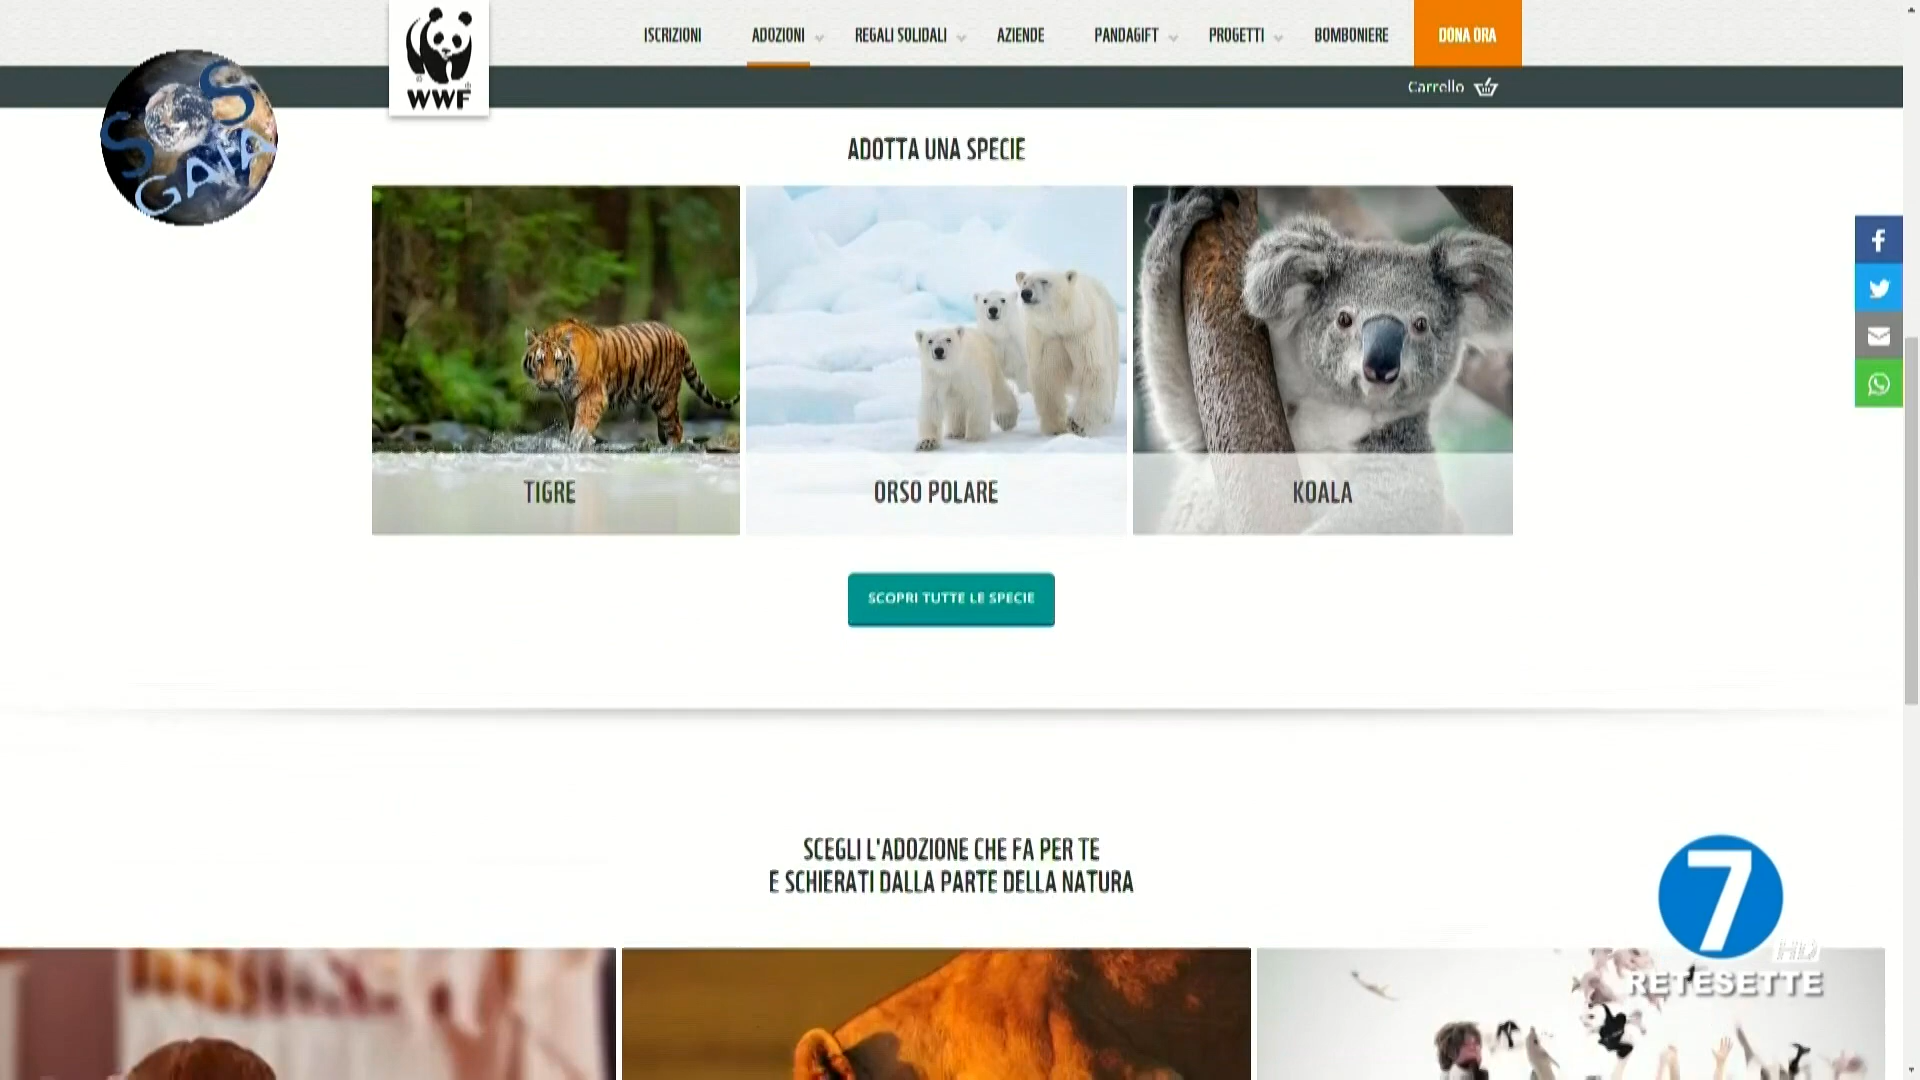 ISCRIZIONI ADOZIONI REGALI SOLIDALI AZIENDE PANDAGIFT PROGETTI BOMBONIERE DONA ORA
WWF
Carrello
SOS
GAIA
ADOTTA UNA SPECIE
TIGRE
ORSO POLARE
KOALA
SCOPRI TUTTE LE SPECIE
SCEGLI L'ADOZIONE CHE FA PER TE
E SCHIERATI DALLA PARTE DELLA NATURA
7
HD
RETESETTE